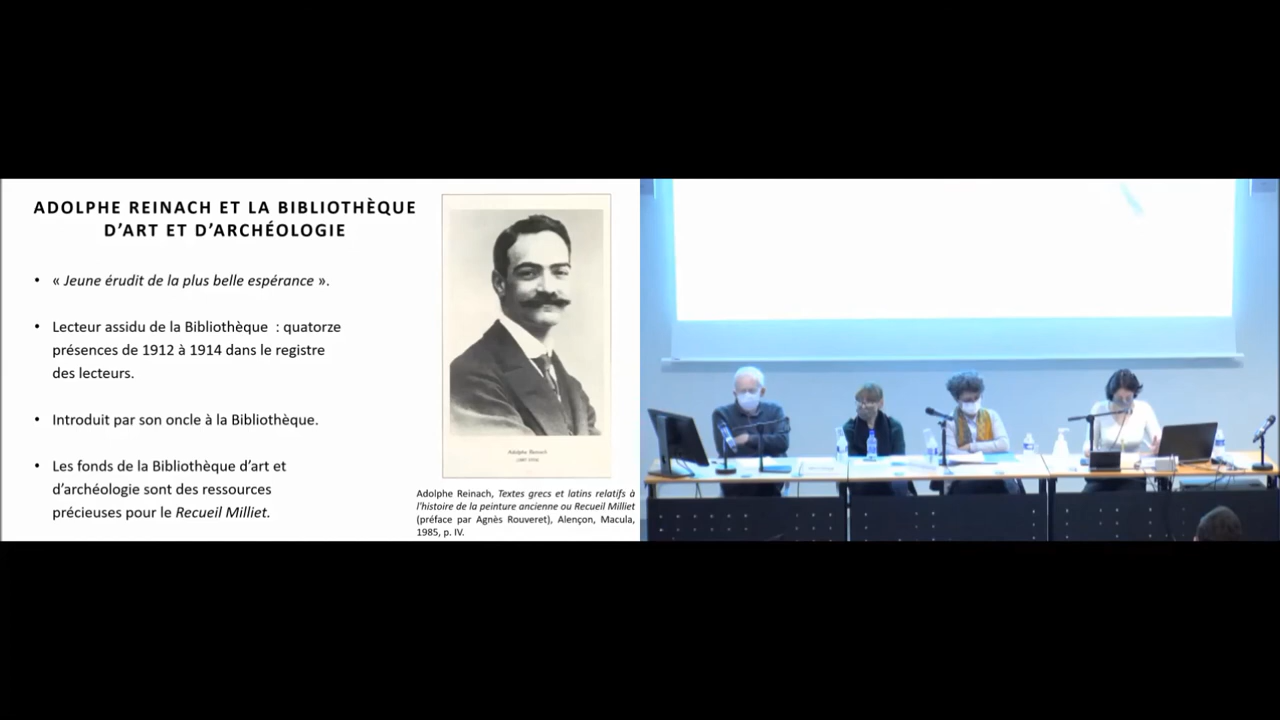 ADOLPHE REINACH ET LA BIBLIOTHÈQUE
D'ART ET D'ARCHÉOLOGIE
• « Jeune érudit de la plus belle espérance ».
• Lecteur assidu de la Bibliothèque : quatorze
présences de 1912 à 1914 dans le registre
des lecteurs.
• Introduit par son oncle à la Bibliothèque.
• Les fonds de la Bibliothèque d'art et
d'archéologie sont des ressources
précieuses pour le Recueil Milliet.
Adolphe Reinach
Adolphe Reinach, Textes grecs et latins relatifs à
l'histoire de la peinture ancienne ou Recueil Milliet
(préface par Agnès Rouveret), Alençon, Macula,
1985, p. IV.